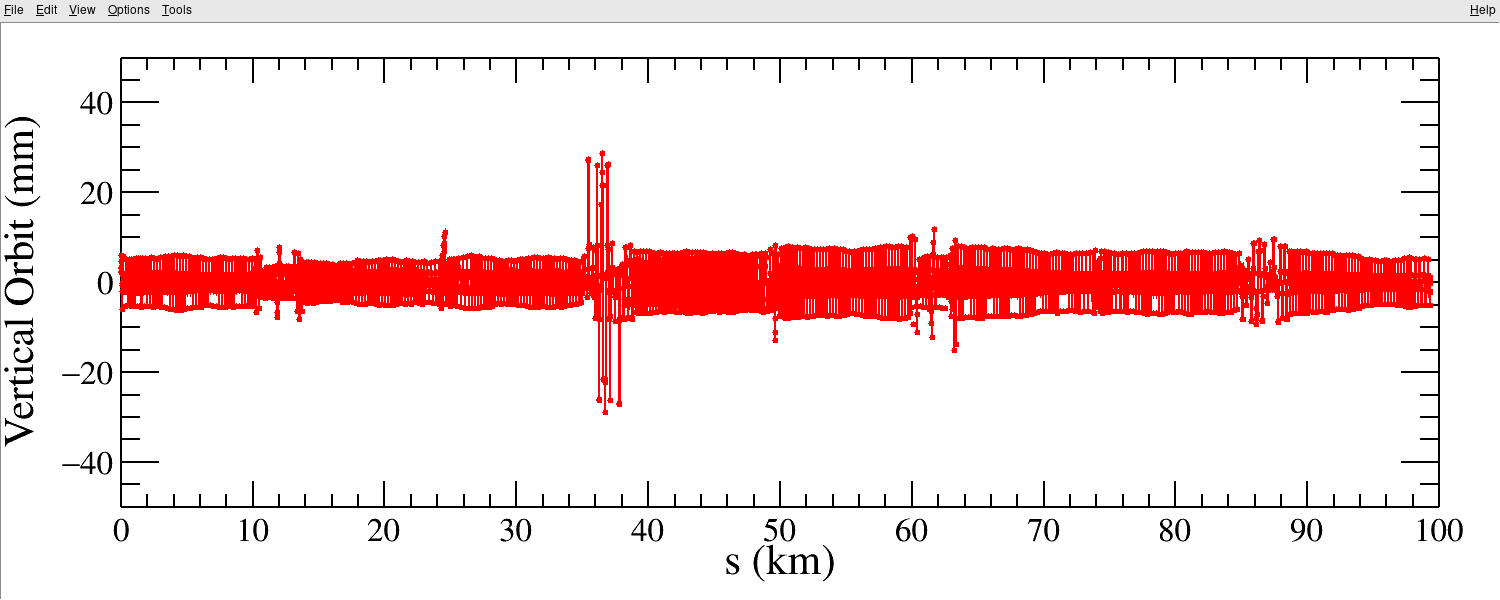 File Edit View Options Tools Help
Vertical Orbit (mm)
40
20
0
−20
−40
0 10 20 30 40 50 60 70 80 90 100
s (km)